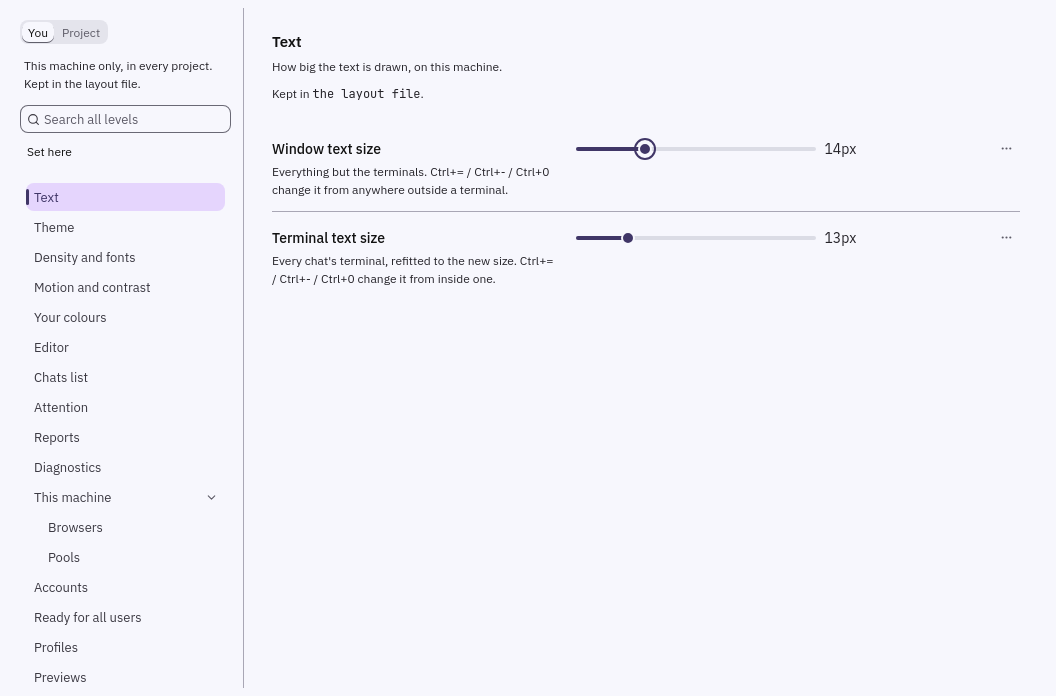 You Project
This machine only, in every project.
Kept in the layout file.
Search all levels
Set here
Text
Theme
Density and fonts
Motion and contrast
Your colours
Editor
Chats list
Attention
Reports
Diagnostics
This machine
Browsers
Pools
Accounts
Ready for all users
Profiles
Previews
Text
How big the text is drawn, on this machine.
Kept in the layout file.
Window text size
14px
Everything but the terminals. Ctrl+= / Ctrl+- / Ctrl+0
change it from anywhere outside a terminal.
Terminal text size
13px
Every chat's terminal, refitted to the new size. Ctrl+=
/ Ctrl+- / Ctrl+0 change it from inside one.